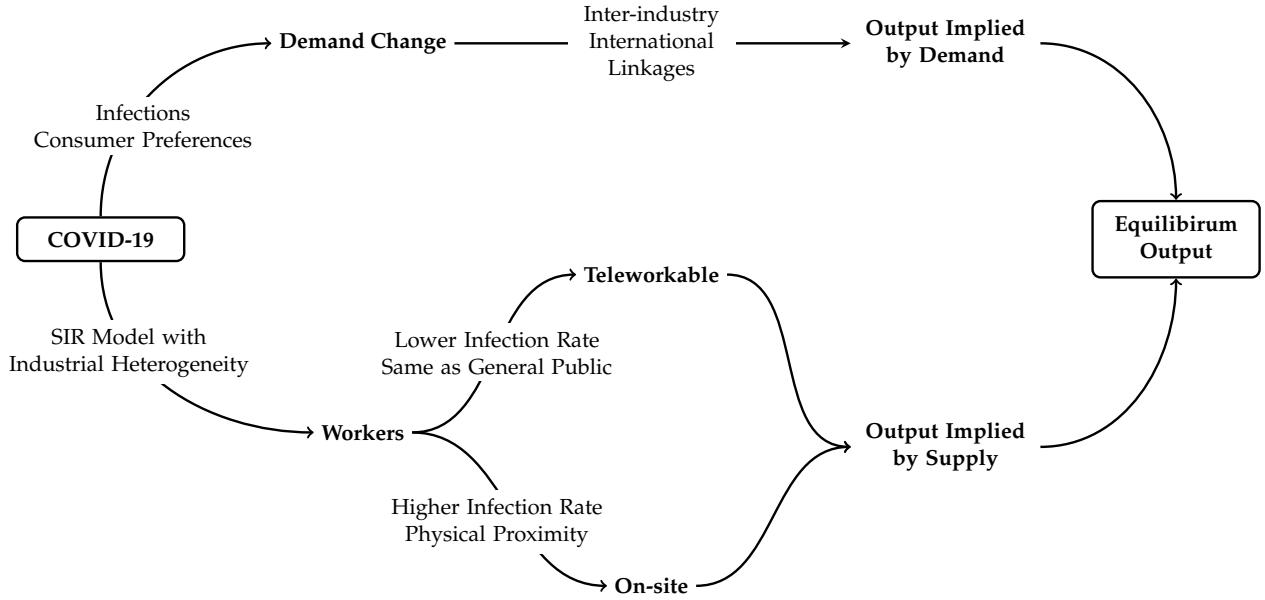 Demand Change
Inter-industry
International
Linkages
Output Implied
by Demand
Infections
Consumer Preferences
COVID-19
Equilibirum
Output
SIR Model with
Industrial Heterogeneity
Teleworkable
Lower Infection Rate
Same as General Public
Workers
Output Implied
by Supply
Higher Infection Rate
Physical Proximity
On-site